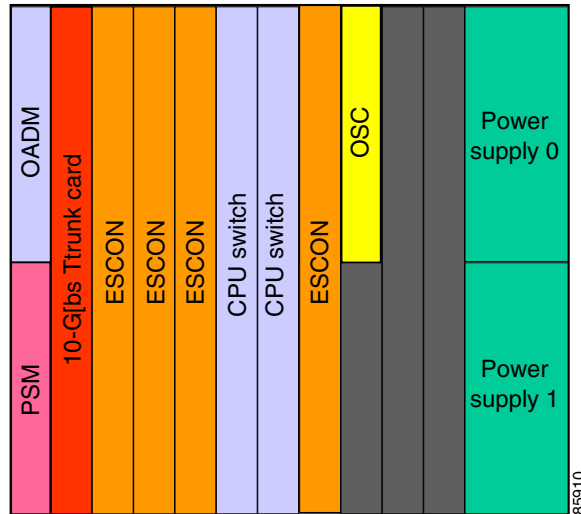 OADM
PSM
10-G[bs Ttrunk card
ESCON
ESCON
ESCON
CPU switch
CPU switch
ESCON
OSC
Power
supply 0
Power
supply 1
85910